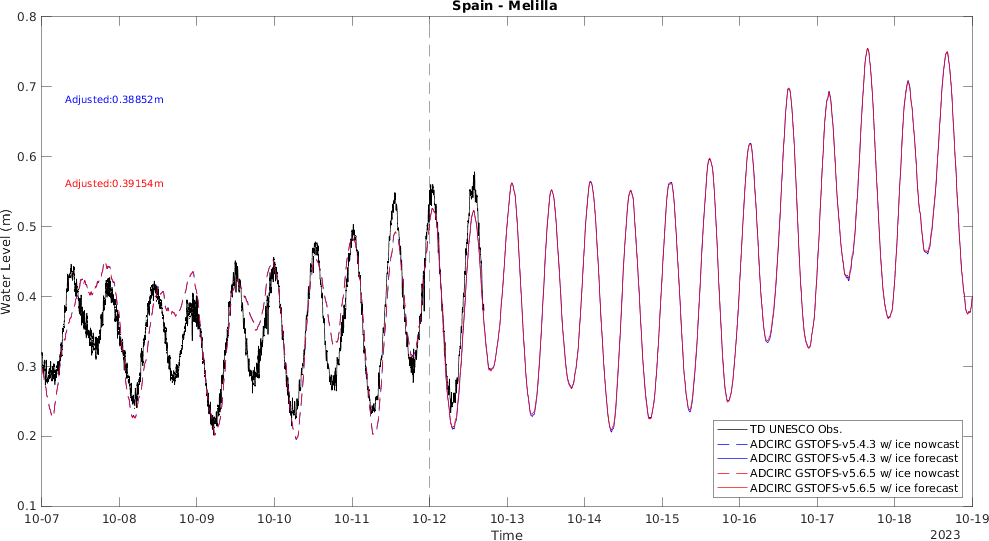 Spain - Melilla
0.8
0.7
0.6
0.5
0.4
0.3
0.2
0.1
Water Level (m)
Adjusted:0.38852m
Adjusted:0.39154m
TD UNESCO Obs.
ADCIRC GSTOFS-v5.4.3 w/ ice nowcast
ADCIRC GSTOFS-v5.4.3 w/ ice forecast
ADCIRC GSTOFS-v5.6.5 w/ ice nowcast
ADCIRC GSTOFS-v5.6.5 w/ ice forecast
10-07 10-08 10-09 10-10 10-11 10-12 10-13 10-14 10-15 10-16 10-17 10-18 10-19
Time
2023